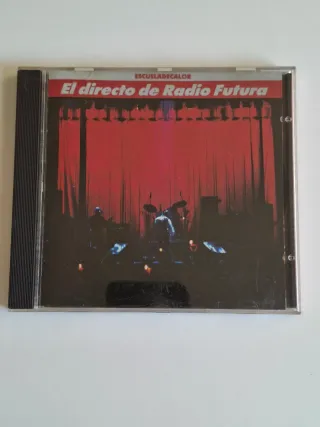 ESCUELADECALOR
El directo de Radio Futura